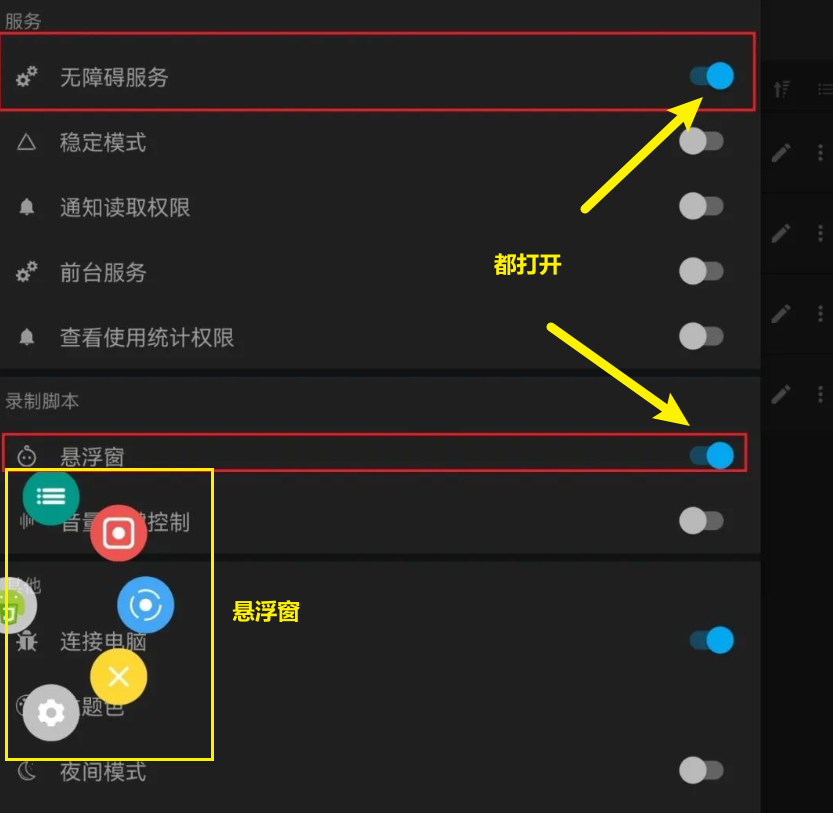 服务
无障碍服务
稳定模式
通知读取权限
都打开
前台服务
查看使用统计权限
录制脚本
悬浮窗
音量 控制
他
悬浮窗
连接电脑
题色
夜间模式